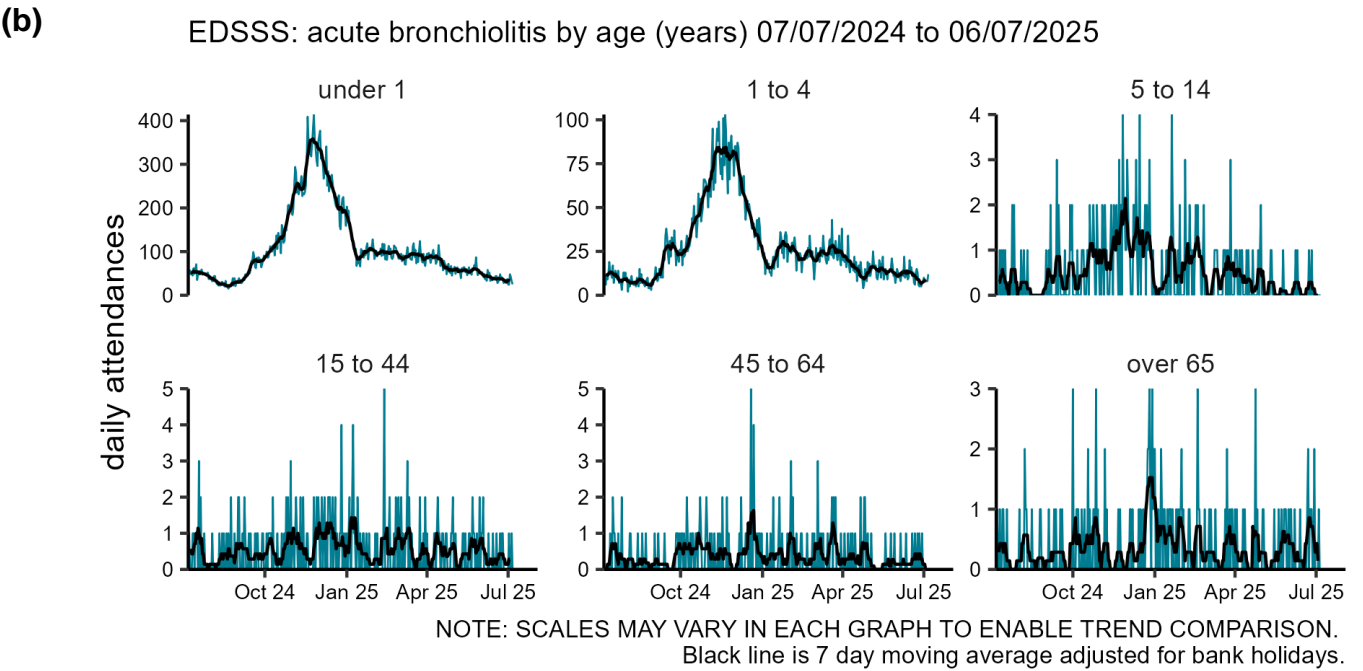 (b)
EDSSS: acute bronchiolitis by age (years) 07/07/2024 to 06/07/2025
daily attendances
under 1
400
300
200
100
0
1 to 4
100
75
50
25
0
5 to 14
4
3
2
1
0
15 to 44
5
4
3
2
1
0
Oct 24 Jan 25 Apr 25 Jul 25
45 to 64
5
4
3
2
1
0
Oct 24 Jan 25 Apr 25 Jul 25
over 65
3
2
1
0
Oct 24 Jan 25 Apr 25 Jul 25
NOTE: SCALES MAY VARY IN EACH GRAPH TO ENABLE TREND COMPARISON.
Black line is 7 day moving average adjusted for bank holidays.